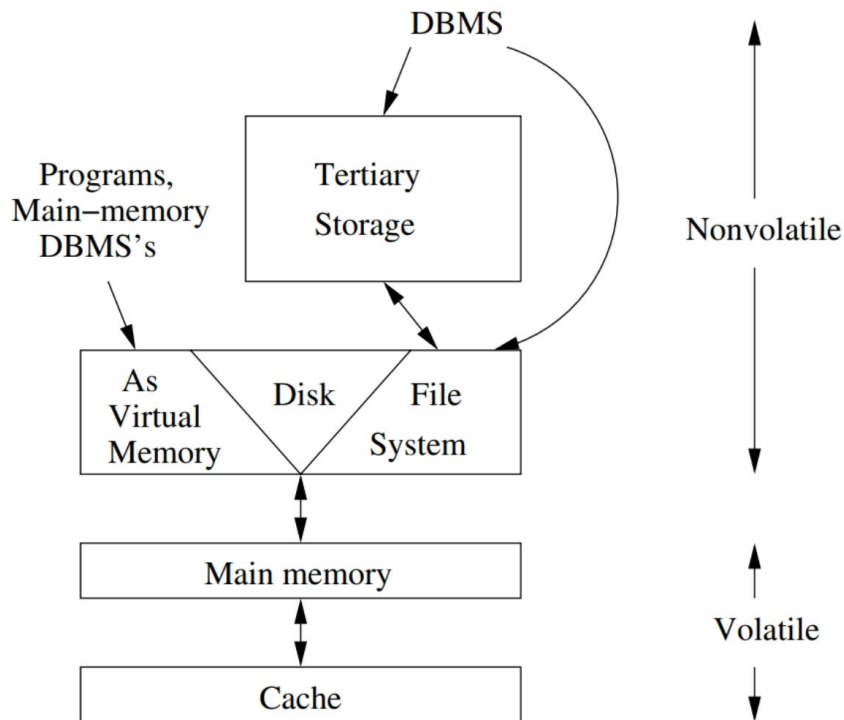 DBMS
Programs,
Main−memory
DBMS's
Tertiary
Storage
Nonvolatile
As
Virtual
Memory
Disk
File
System
Main memory
Volatile
Cache